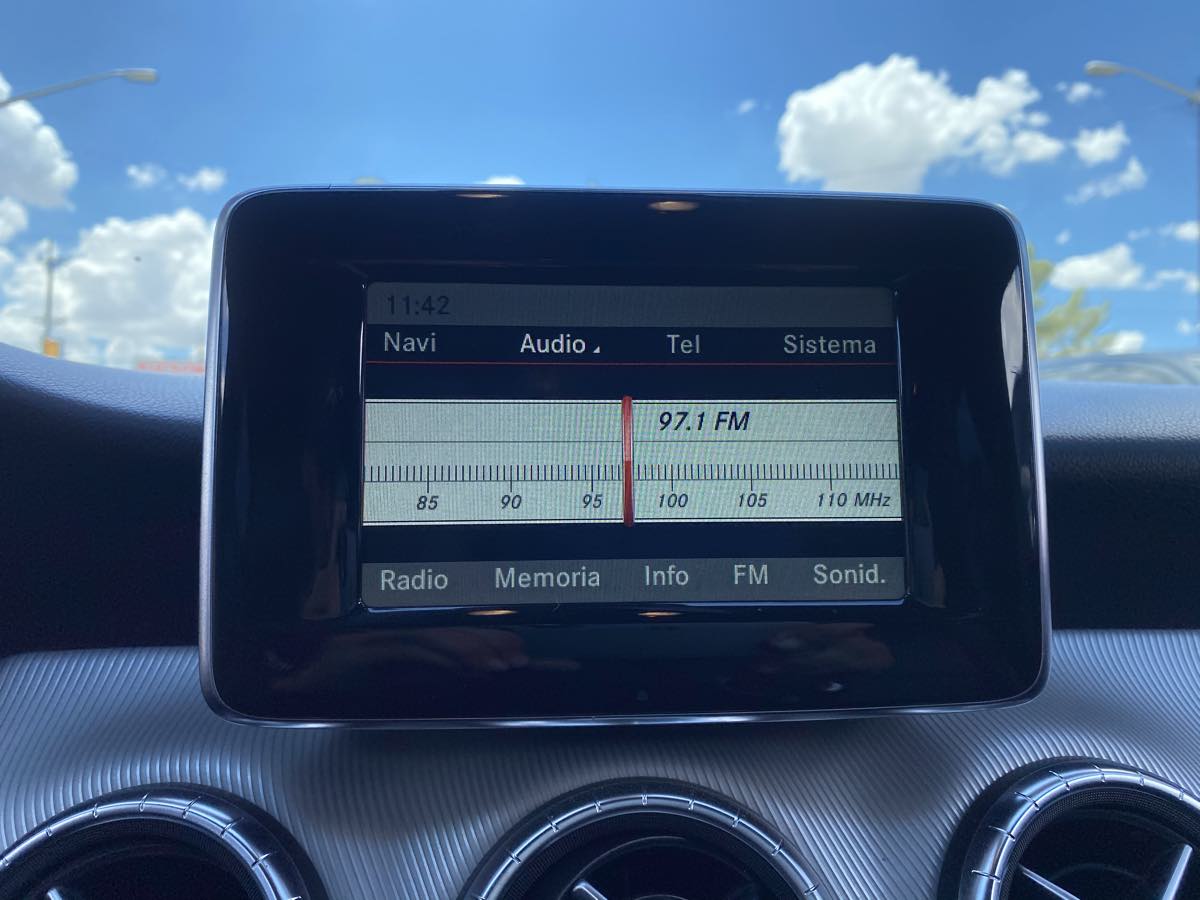 11:42
Navi Audio Tel Sistema
97.1 FM
85 90 95 100 105 110 MHz
Radio Memoria Info FM Sonid.